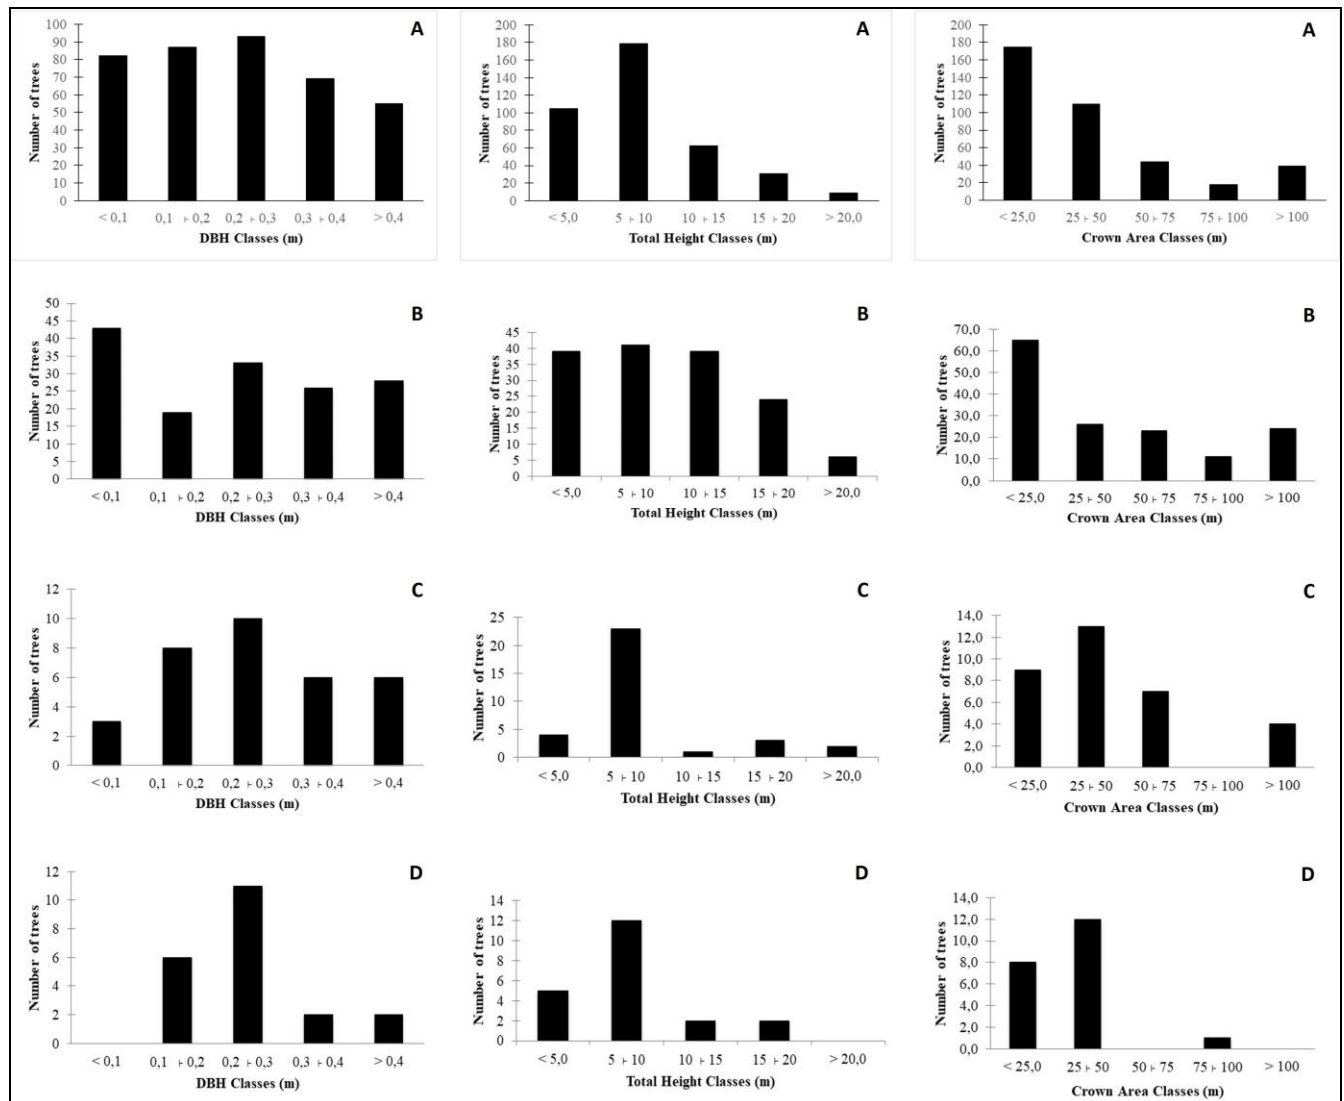 A
Number of trees
100
90
80
70
60
50
40
30
20
10
0
< 0,1 0,1 ⊦ 0,2 0,2 ⊦ 0,3 0,3 ⊦ 0,4 > 0,4
DBH Classes (m)
A
Number of trees
200
180
160
140
120
100
80
60
40
20
0
< 5,0 5 ⊦ 10 10 ⊦ 15 15 ⊦ 20 > 20,0
Total Height Classes (m)
A
Number of trees
200
180
160
140
120
100
80
60
40
20
0
< 25,0 25 ⊦ 50 50 ⊦ 75 75 ⊦ 100 > 100
Crown Area Classes (m)
B
Number of trees
50
45
40
35
30
25
20
15
10
5
0
< 0,1 0,1 ⊦ 0,2 0,2 ⊦ 0,3 0,3 ⊦ 0,4 > 0,4
DBH Classes (m)
B
Number of trees
45
40
35
30
25
20
15
10
5
0
< 5,0 5 ⊦ 10 10 ⊦ 15 15 ⊦ 20 > 20,0
Total Height Classes (m)
B
Number of trees
70,0
60,0
50,0
40,0
30,0
20,0
10,0
0,0
< 25,0 25 ⊦ 50 50 ⊦ 75 75 ⊦ 100 > 100
Crown Area Classes (m)
C
Number of trees
12
10
8
6
4
2
0
< 0,1 0,1 ⊦ 0,2 0,2 ⊦ 0,3 0,3 ⊦ 0,4 > 0,4
DBH Classes (m)
C
Number of trees
25
20
15
10
5
0
< 5,0 5 ⊦ 10 10 ⊦ 15 15 ⊦ 20 > 20,0
Total Height Classes (m)
C
Number of trees
14,0
12,0
10,0
8,0
6,0
4,0
2,0
0,0
< 25,0 25 ⊦ 50 50 ⊦ 75 75 ⊦ 100 > 100
Crown Area Classes (m)
D
Number of trees
12
10
8
6
4
2
0
< 0,1 0,1 ⊦ 0,2 0,2 ⊦ 0,3 0,3 ⊦ 0,4 > 0,4
DBH Classes (m)
D
Number of trees
14
12
10
8
6
4
2
0
< 5,0 5 ⊦ 10 10 ⊦ 15 15 ⊦ 20 > 20,0
Total Height Classes (m)
D
Number of trees
14,0
12,0
10,0
8,0
6,0
4,0
2,0
0,0
< 25,0 25 ⊦ 50 50 ⊦ 75 75 ⊦ 100 > 100
Crown Area Classes (m)